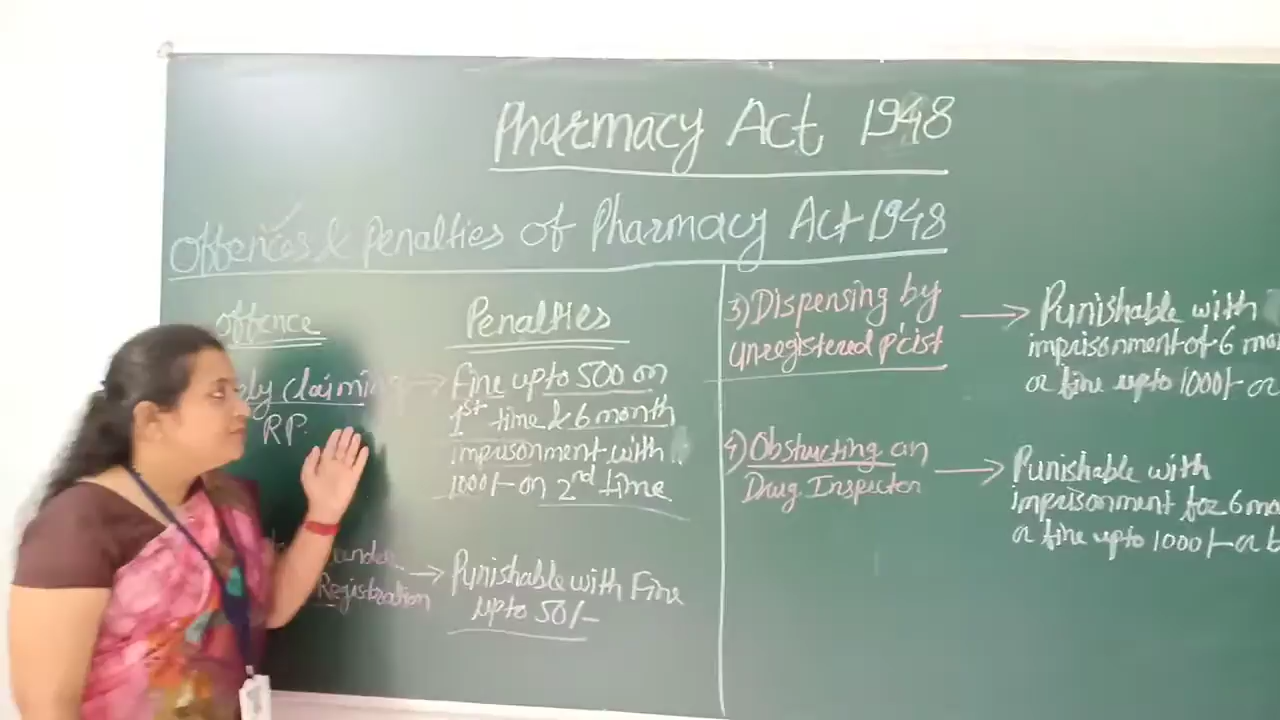 Pharmacy Act 1948
Offences & Penalties of Pharmacy Act 1948
Offence
Penalties
claiming
RP.
→ Fine upto 500 on
1st time & 6 month
imprisonment with
1000/- on 2nd time
Registration
→ Punishable with Fine
upto 50/-
3) Dispensing by
Unregistered p'cist
→ Punishable with
imprisonment of 6
or fine upto 1000/- or
4) Obstructing an
Drug Inspector
→ Punishable with
imprisonment for 6
or fine upto 1000/- or